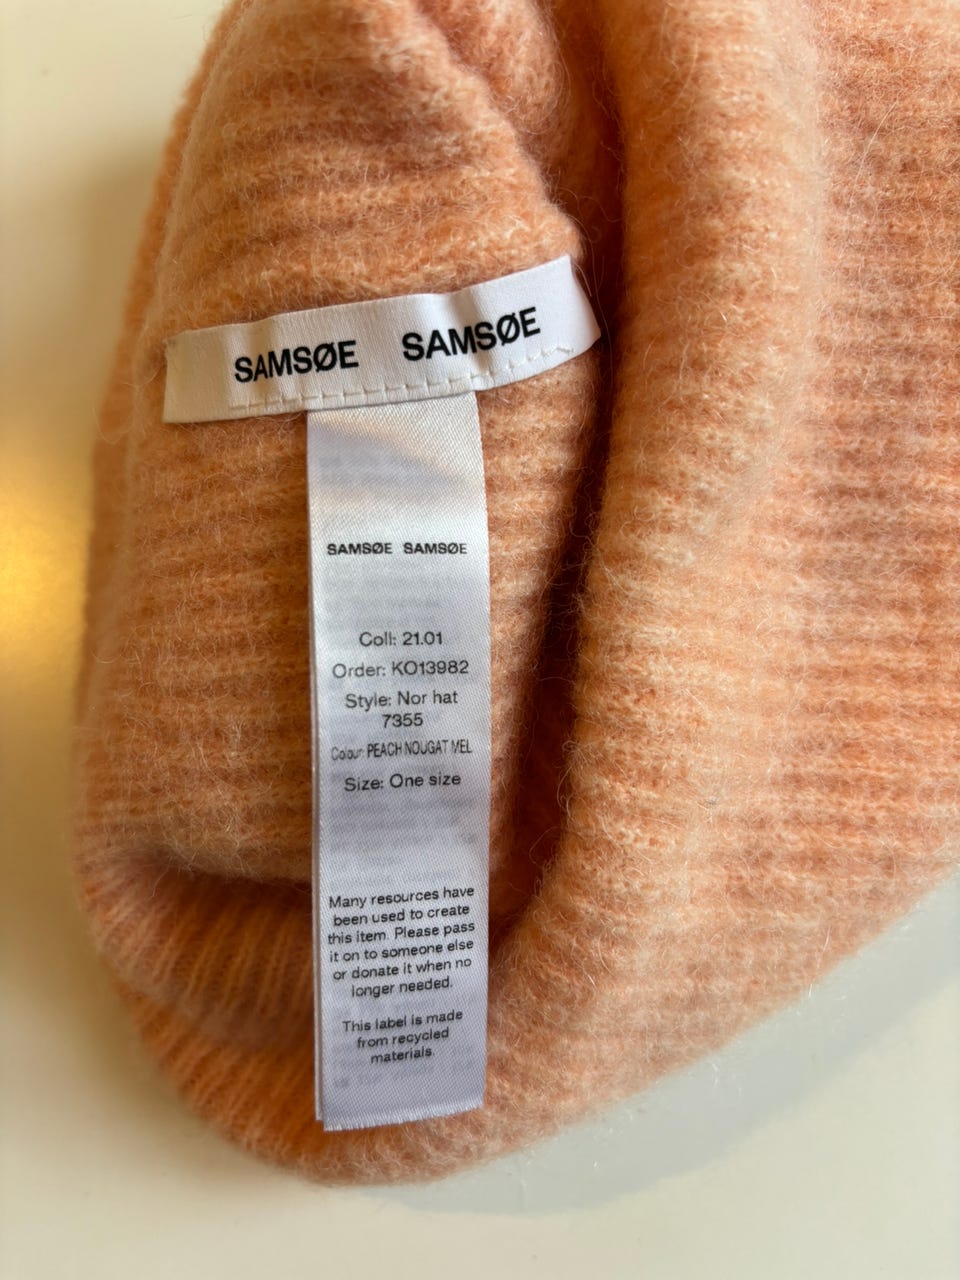 SAMSØE SAMSØE
SAMSØE SAMSØE
Coll: 21.01
Order: KO13982
Style: Nor hat
7355
Colour: PEACH NOUGAT MEL
Size: One size
Many resources have
been used to create
this item. Please pass
it on to someone else
or donate it when no
longer needed.
This label is made
from recycled
materials.